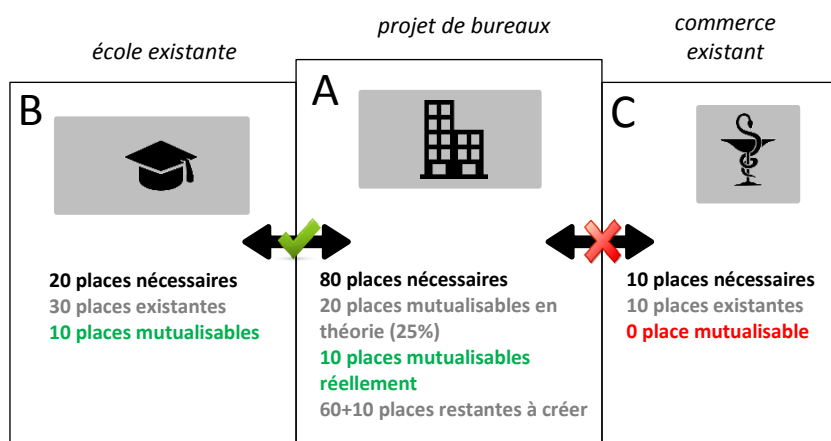 école existante
projet de bureaux
commerce
existant
B
20 places nécessaires
30 places existantes
10 places mutualisables
A
80 places nécessaires
20 places mutualisables en
théorie (25%)
10 places mutualisables
réellement
60+10 places restantes à créer
C
10 places nécessaires
10 places existantes
0 place mutualisable